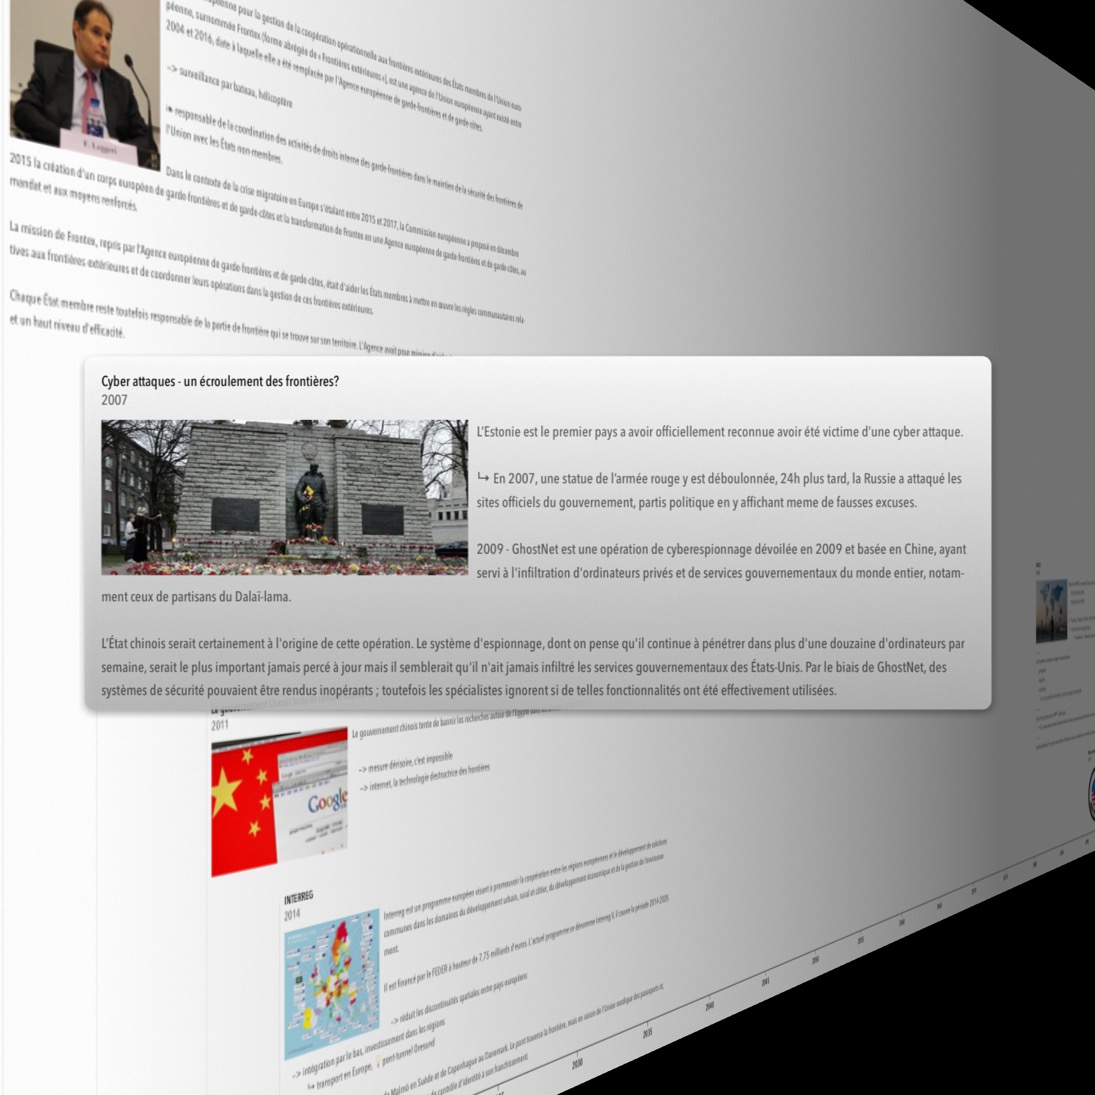 péenne pour la gestion de la coopération opérationnelle aux frontières extérieures des États membres de l'Union euro-
péenne, surnommée Frontex (forme abrégée de « Frontières extérieures »), est une agence de l'Union européenne ayant existé entre
2004 et 2016, date à laquelle elle a été remplacée par l'Agence européenne de garde-frontières et de garde-côtes.
–> surveillance par bateau, hélicoptère
❧ responsable de la coordination des activités de droits interne des garde-frontières dans le maintien de la sécurité des frontières de
l'Union avec les États non-membres.
Dans le contexte de la crise migratoire en Europe s'étalant entre 2015 et 2017, la Commission européenne a proposé en décembre
2015 la création d'un corps européen de garde frontières et de garde-côtes et la transformation de Frontex en une Agence européenne de garde-frontières et de garde-côtes, au
mandat et aux moyens renforcés.
La mission de Frontex, repris par l'Agence européenne de garde-frontières et de garde-côtes, était d'aider les États membres à mettre en œuvre les règles communautaires rela-
tives aux frontières extérieures et de coordonner leurs opérations dans la gestion de ces frontières extérieures.
Chaque État membre reste toutefois responsable de la partie de frontière qui se trouve sur son territoire. L'Agence avait pour mission
et un haut niveau d'efficacité.
Cyber attaques - un écroulement des frontières?
2007
L'Estonie est le premier pays a avoir officiellement reconnue avoir été victime d'une cyber attaque.
↪ En 2007, une statue de l'armée rouge y est déboulonnée, 24h plus tard, la Russie a attaqué les
sites officiels du gouvernement, partis politique en y affichant meme de fausses excuses.
2009 - GhostNet est une opération de cyberespionnage dévoilée en 2009 et basée en Chine, ayant
servi à l'infiltration d'ordinateurs privés et de services gouvernementaux du monde entier, notam-
ment ceux de partisans du Dalaï-lama.
L'État chinois serait certainement à l'origine de cette opération. Le système d'espionnage, dont on pense qu'il continue à pénétrer dans plus d'une douzaine d'ordinateurs par
semaine, serait le plus important jamais percé à jour mais il semblerait qu'il n'ait jamais infiltré les services gouvernementaux des États-Unis. Par le biais de GhostNet, des
systèmes de sécurité pouvaient être rendus inopérants ; toutefois les spécialistes ignorent si de telles fonctionnalités ont été effectivement utilisées.
2011
Le gouvernement chinois tente de bannir les recherches autour de l'Égypte
–> mesure dérisoire, c'est impossible
–> internet, la technologie destructrice des frontières
Google
INTERREG
2014
Interreg est un programme européen visant à promouvoir la coopération entre les régions européennes et le développement de solutions
communes dans les domaines du développement urbain, rural et côtier, du développement économique et de la gestion de l'environne-
ment.
Il est financé par le FEDER à hauteur de 7,75 milliards d'euros. L'actuel programme se dénomme Interreg V, il couvre la période 2014-2020.
–> réduit les discontinuités spatiales entre pays européens
–> intégration par le bas, investissement dans les régions
↪ transport en Europe, pont-tunnel Öresund
de Malmö en Suède et de Copenhague au Danemark. Le pont traverse la frontière, mais en raison de l'Union nordique des passeports et,
de contrôle d'identité à son franchissement.
2030
2035
2040
2045
2050